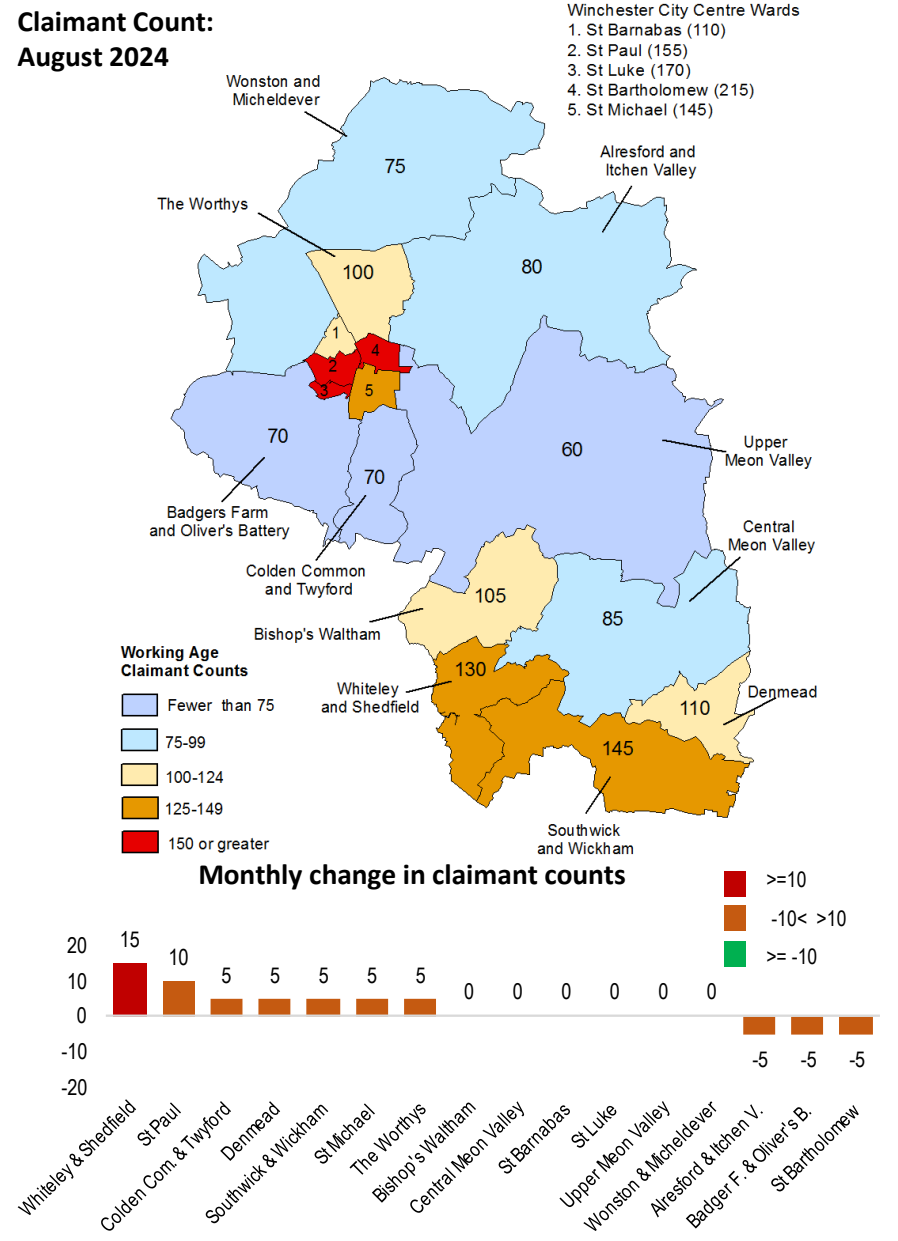 Claimant Count:
August 2024
Winchester City Centre Wards
1. St Barnabas (110)
2. St Paul (155)
3. St Luke (170)
4. St Bartholomew (215)
5. St Michael (145)
Wonston and
Micheldever
75
Alresford and
Itchen Valley
The Worthys
100
80
1
2
3
4
5
70
70
60
Upper
Meon Valley
Badgers Farm
and Oliver's Battery
Central
Meon Valley
Colden Common
and Twyford
105
85
Bishop's Waltham
130
Whiteley
and Shedfield
Denmead
110
145
Southwick
and Wickham
Working Age
Claimant Counts
Fewer than 75
75-99
100-124
125-149
150 or greater
Monthly change in claimant counts
>=10
-10< >10
>= -10
20
10
0
-10
-20
15
10
5
5
5
5
5
0
0
0
0
0
0
-5
-5
-5
Whiteley & Shedfield
St Paul
Colden Com. & Twyford
Denmead
Southwick & Wickham
St Michael
The Worthys
Bishop's Waltham
Central Meon Valley
St Barnabas
St Luke
Upper Meon Valley
Wonston & Micheldever
Alresford & Itchen V.
Badger F. & Oliver's B.
St Bartholomew